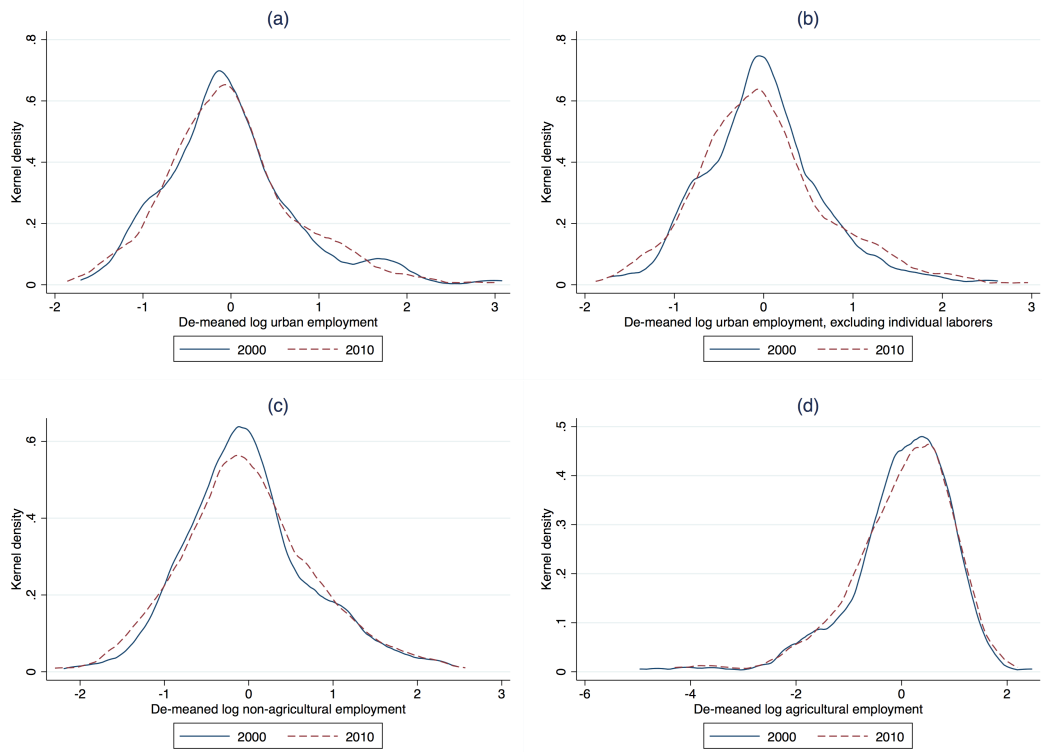 (a)
.8
.6
.4
.2
0
Kernel density
-2 -1 0 1 2 3
De-meaned log urban employment
2000 2010
(b)
.8
.6
.4
.2
0
Kernel density
-2 -1 0 1 2 3
De-meaned log urban employment, excluding individual laborers
2000 2010
(c)
.6
.4
.2
0
Kernel density
-2 -1 0 1 2 3
De-meaned log non-agricultural employment
2000 2010
(d)
.5
.4
.3
.2
.1
0
Kernel density
-6 -4 -2 0 2
De-meaned log agricultural employment
2000 2010